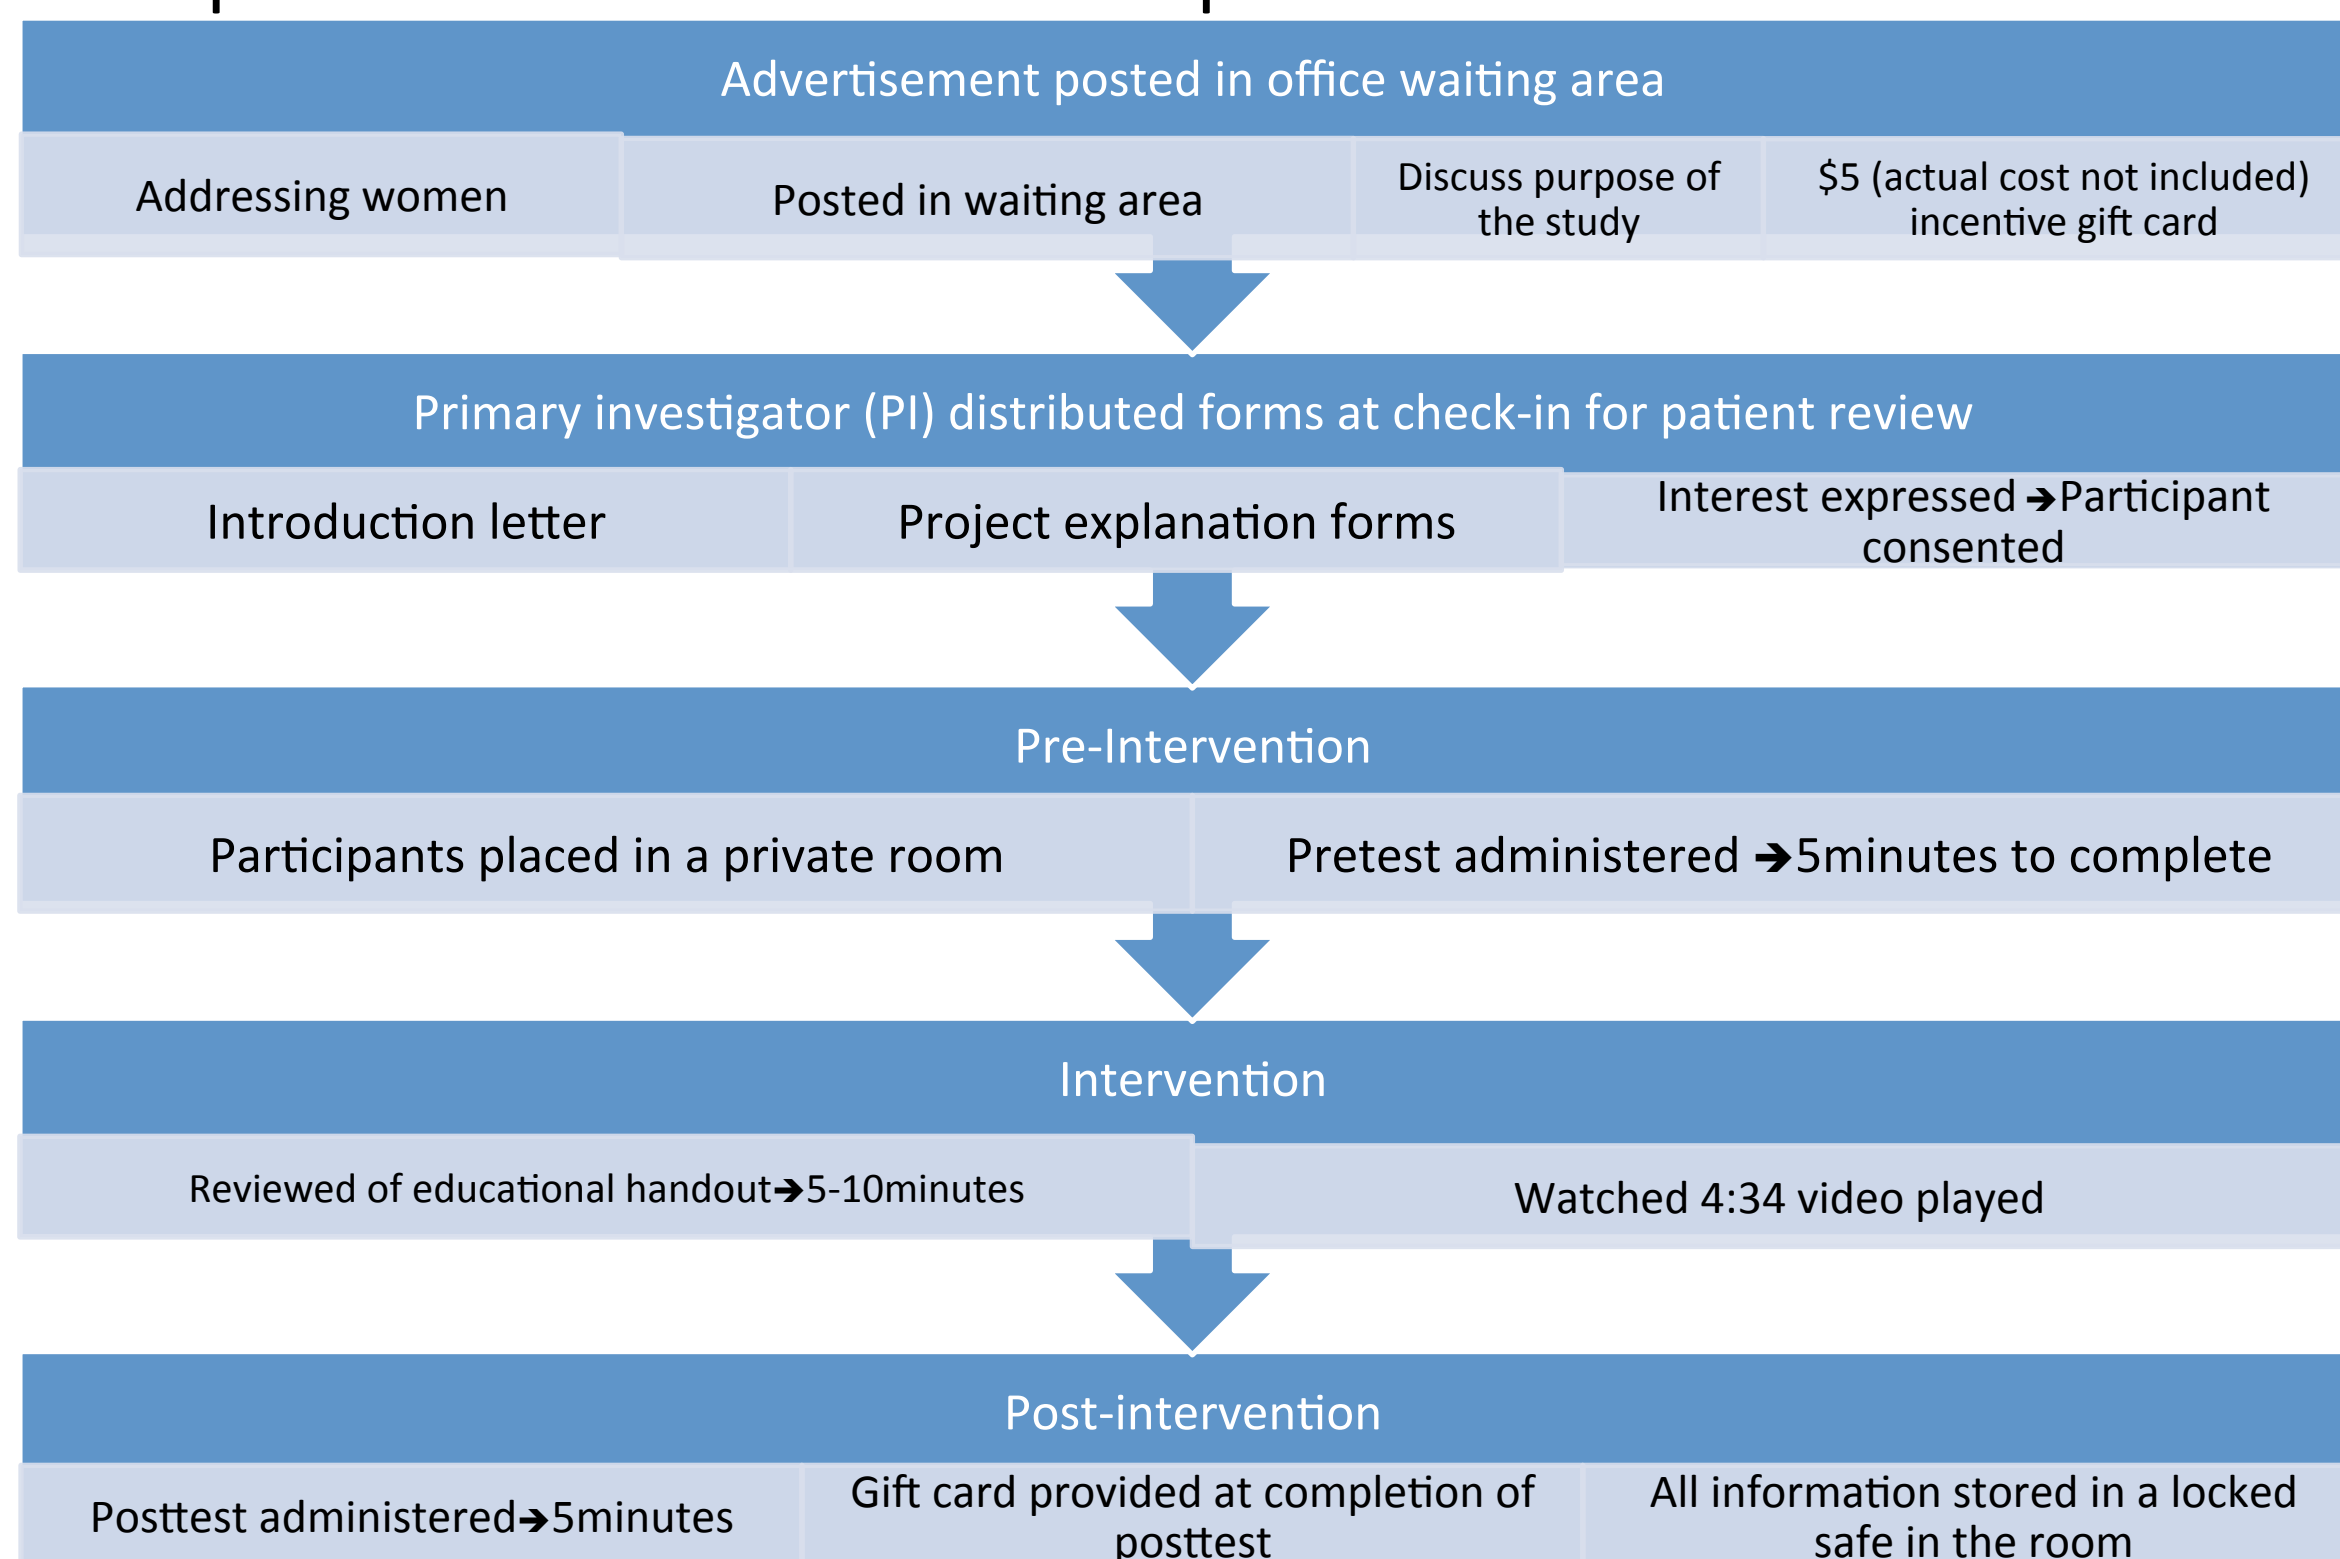 Advertisement posted in office waiting area
Addressing women
Posted in waiting area
Discuss purpose of
the study
$5 (actual cost not included)
incentive gift card
Primary investigator (PI) distributed forms at check-in for patient review
Introduction letter
Project explanation forms
Interest expressed ➔Participant
consented
Pre-Intervention
Participants placed in a private room
Pretest administered ➔5minutes to complete
Intervention
Reviewed of educational handout➔5-10minutes
Watched 4:34 video played
Post-intervention
Posttest administered➔5minutes
Gift card provided at completion of
posttest
All information stored in a locked
safe in the room